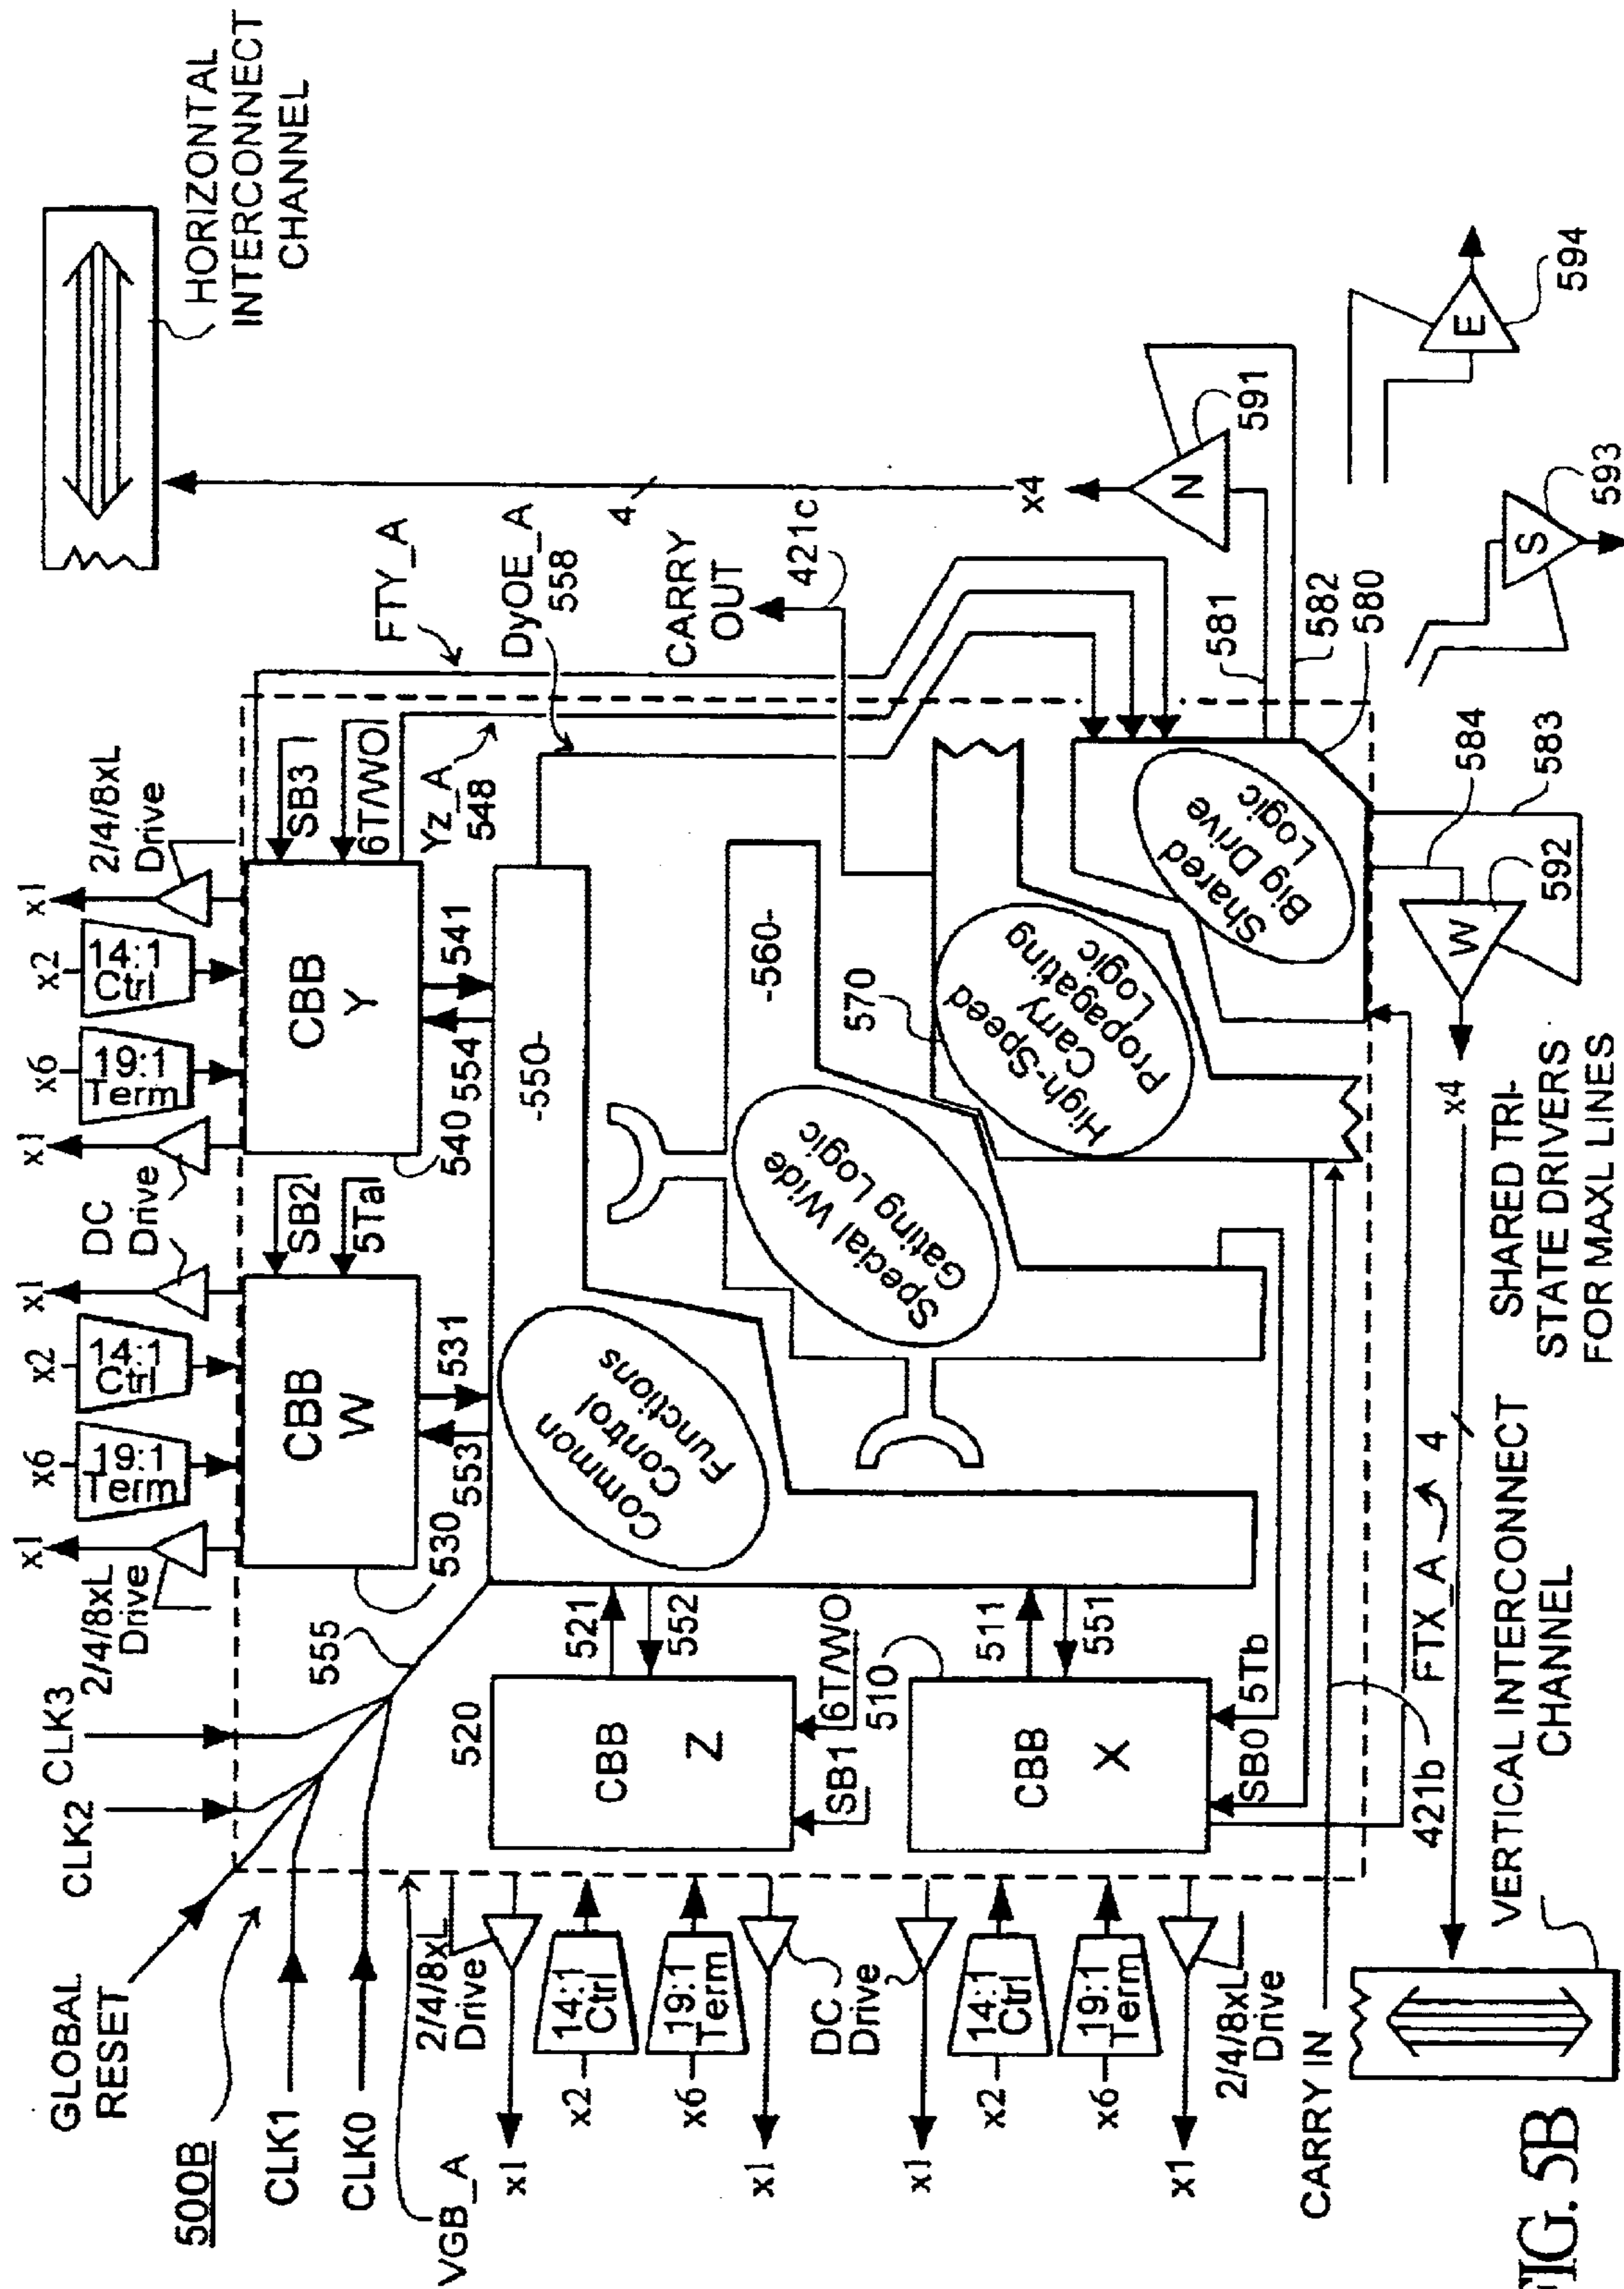 HORIZONTAL
INTERCONNECT
CHANNEL
GLOBAL
RESET
500B
CLK1
CLK0
VGB_A
CLK2
CLK3
555
x1
2/4/8xL
Drive
x6
19:1
Term
x2
14:1
Ctrl
x1
DC
Drive
x1
x6
19:1
Term
x2
14:1
Ctrl
x1
2/4/8xL
Drive
CBB
W
SB2
5Ta
530
553
531
CBB
Y
SB3
6T/WO
540
554
541
Yz_A
548
FTY_A
DyOE_A
558
4
CARRY
OUT
421c
x4
N
591
-550-
Common
Control
Functions
-560-
Special Wide
Gating Logic
570
High-Speed
Carry
Propagating
Logic
Shared
Big Drive
Logic
581
582
580
2/4/8xL
Drive
x1
x2
14:1
Ctrl
x6
19:1
Term
x1
DC
Drive
x1
x2
14:1
Ctrl
x6
19:1
Term
x1
2/4/8xL
Drive
520
CBB
Z
521
552
SB1
6T/WO
510
CBB
X
511
551
SB0
5Tb
CARRY IN
421b
FTX_A
4
x4
W
592
584
583
S
593
E
594
SHARED TRI-
STATE DRIVERS
FOR MAXL LINES
VERTICAL INTERCONNECT
CHANNEL
FIG. 5B